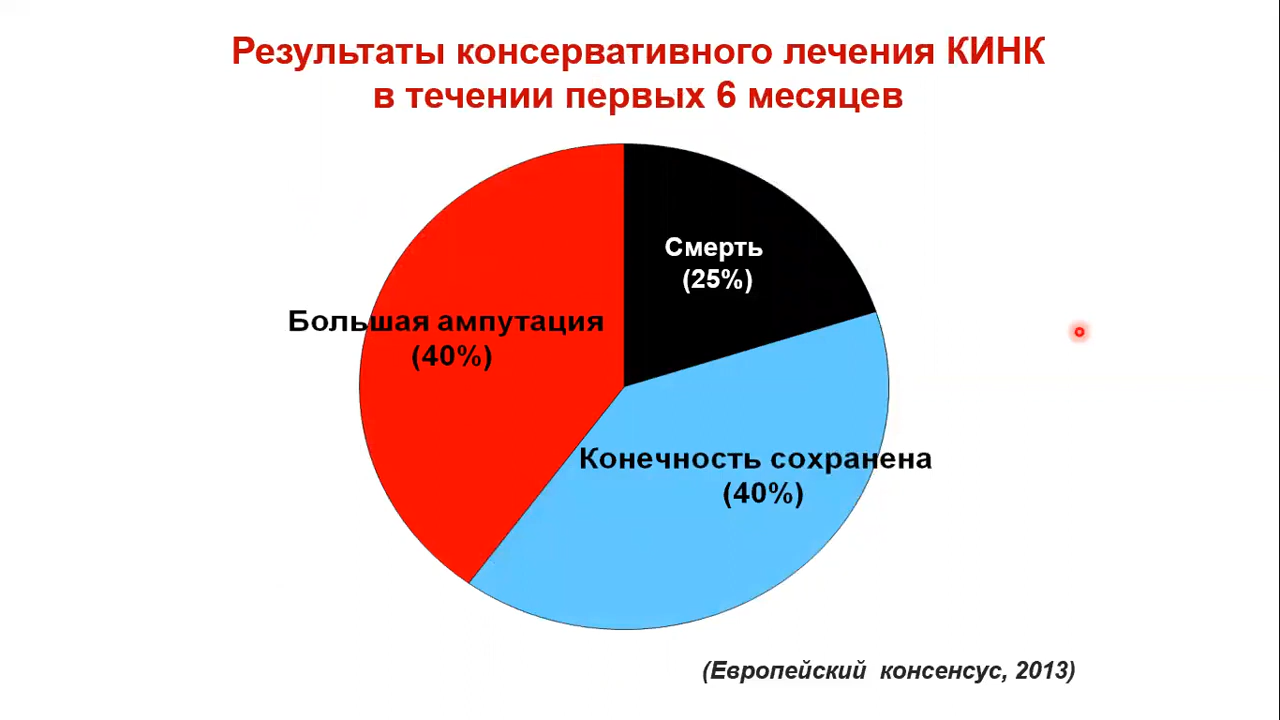 Результаты консервативного лечения КИНК
в течении первых 6 месяцев
Смерть
(25%)
Большая ампутация
(40%)
Конечность сохранена
(40%)
(Европейский консенсус, 2013)